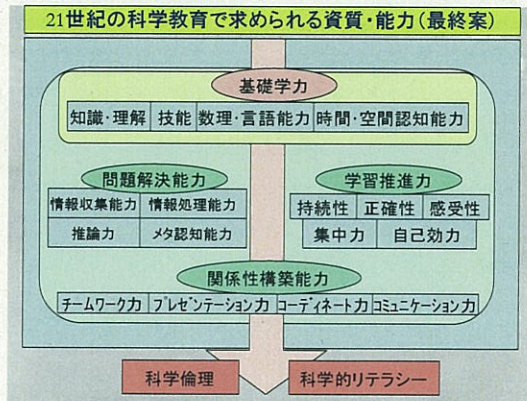 21世紀の科学教育で求められる資質・能力(最終案)
基礎学力
知識・理解 技能 数理・言語能力 時間・空間認知能力
問題解決能力
情報収集能力 情報処理能力
推論力 メタ認知能力
学習推進力
持続性 正確性 感受性
集中力 自己効力
関係性構築能力
チームワーク力 プレゼンテーション力 コーディネート力 コミュニケーション力
科学倫理 科学的リテラシー